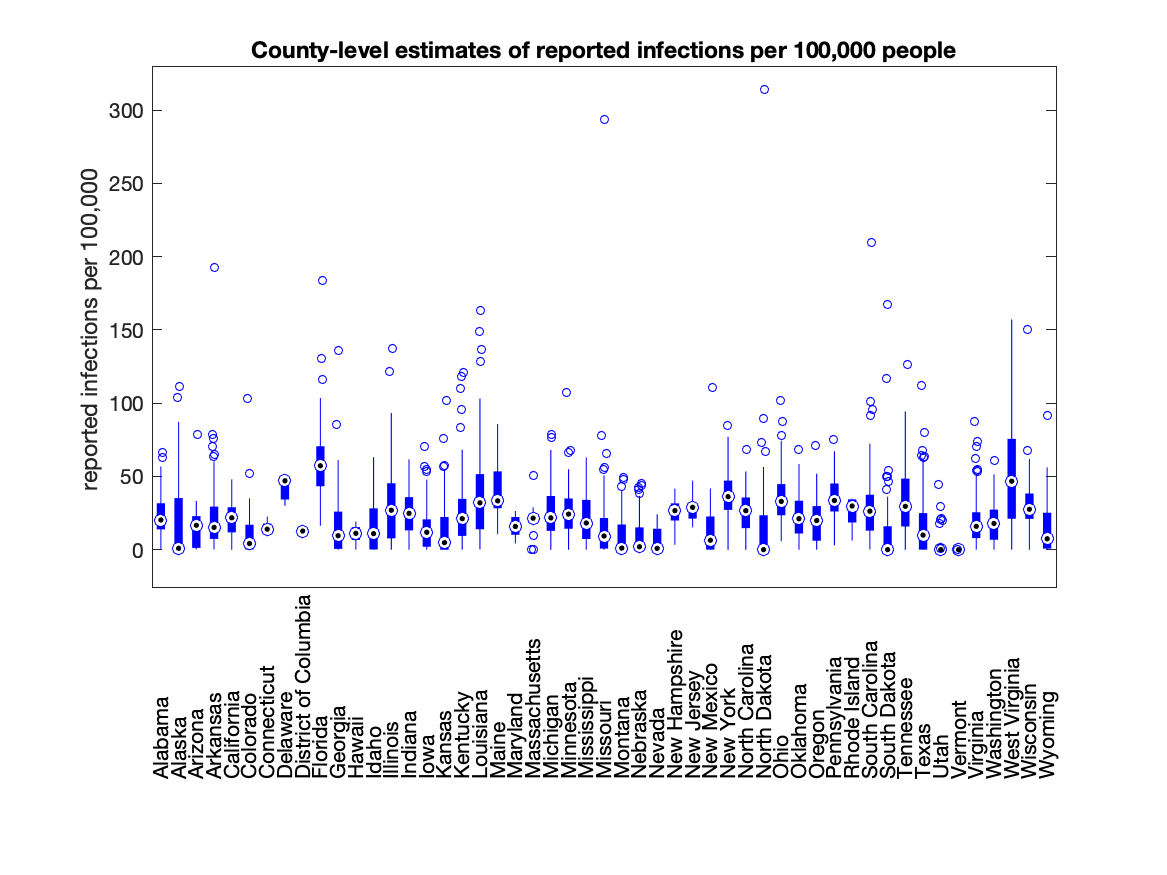 County-level estimates of reported infections per 100,000 people
reported infections per 100,000
300
250
200
150
100
50
0
Alabama
Alaska
Arizona
Arkansas
California
Colorado
Connecticut
Delaware
District of Columbia
Florida
Georgia
Hawaii
Idaho
Illinois
Indiana
Iowa
Kansas
Kentucky
Louisiana
Maine
Maryland
Massachusetts
Michigan
Minnesota
Mississippi
Missouri
Montana
Nebraska
Nevada
New Hampshire
New Jersey
New Mexico
New York
North Carolina
North Dakota
Ohio
Oklahoma
Oregon
Pennsylvania
Rhode Island
South Carolina
South Dakota
Tennessee
Texas
Utah
Vermont
Virginia
Washington
West Virginia
Wisconsin
Wyoming